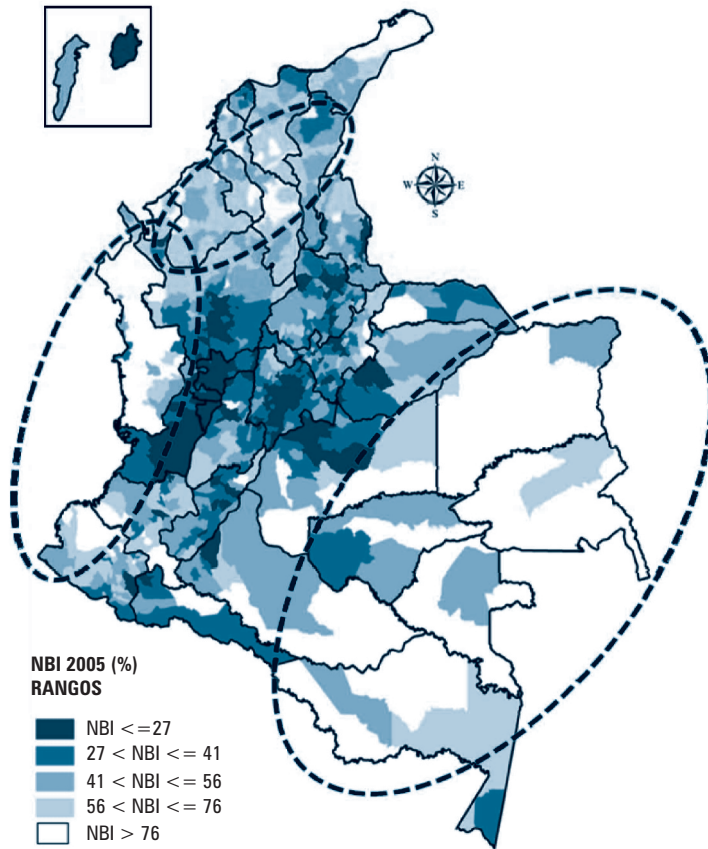 N
W E
S
NBI 2005 (%)
RANGOS
NBI <=27
27 < NBI <= 41
41 < NBI <= 56
56 < NBI <= 76
NBI > 76